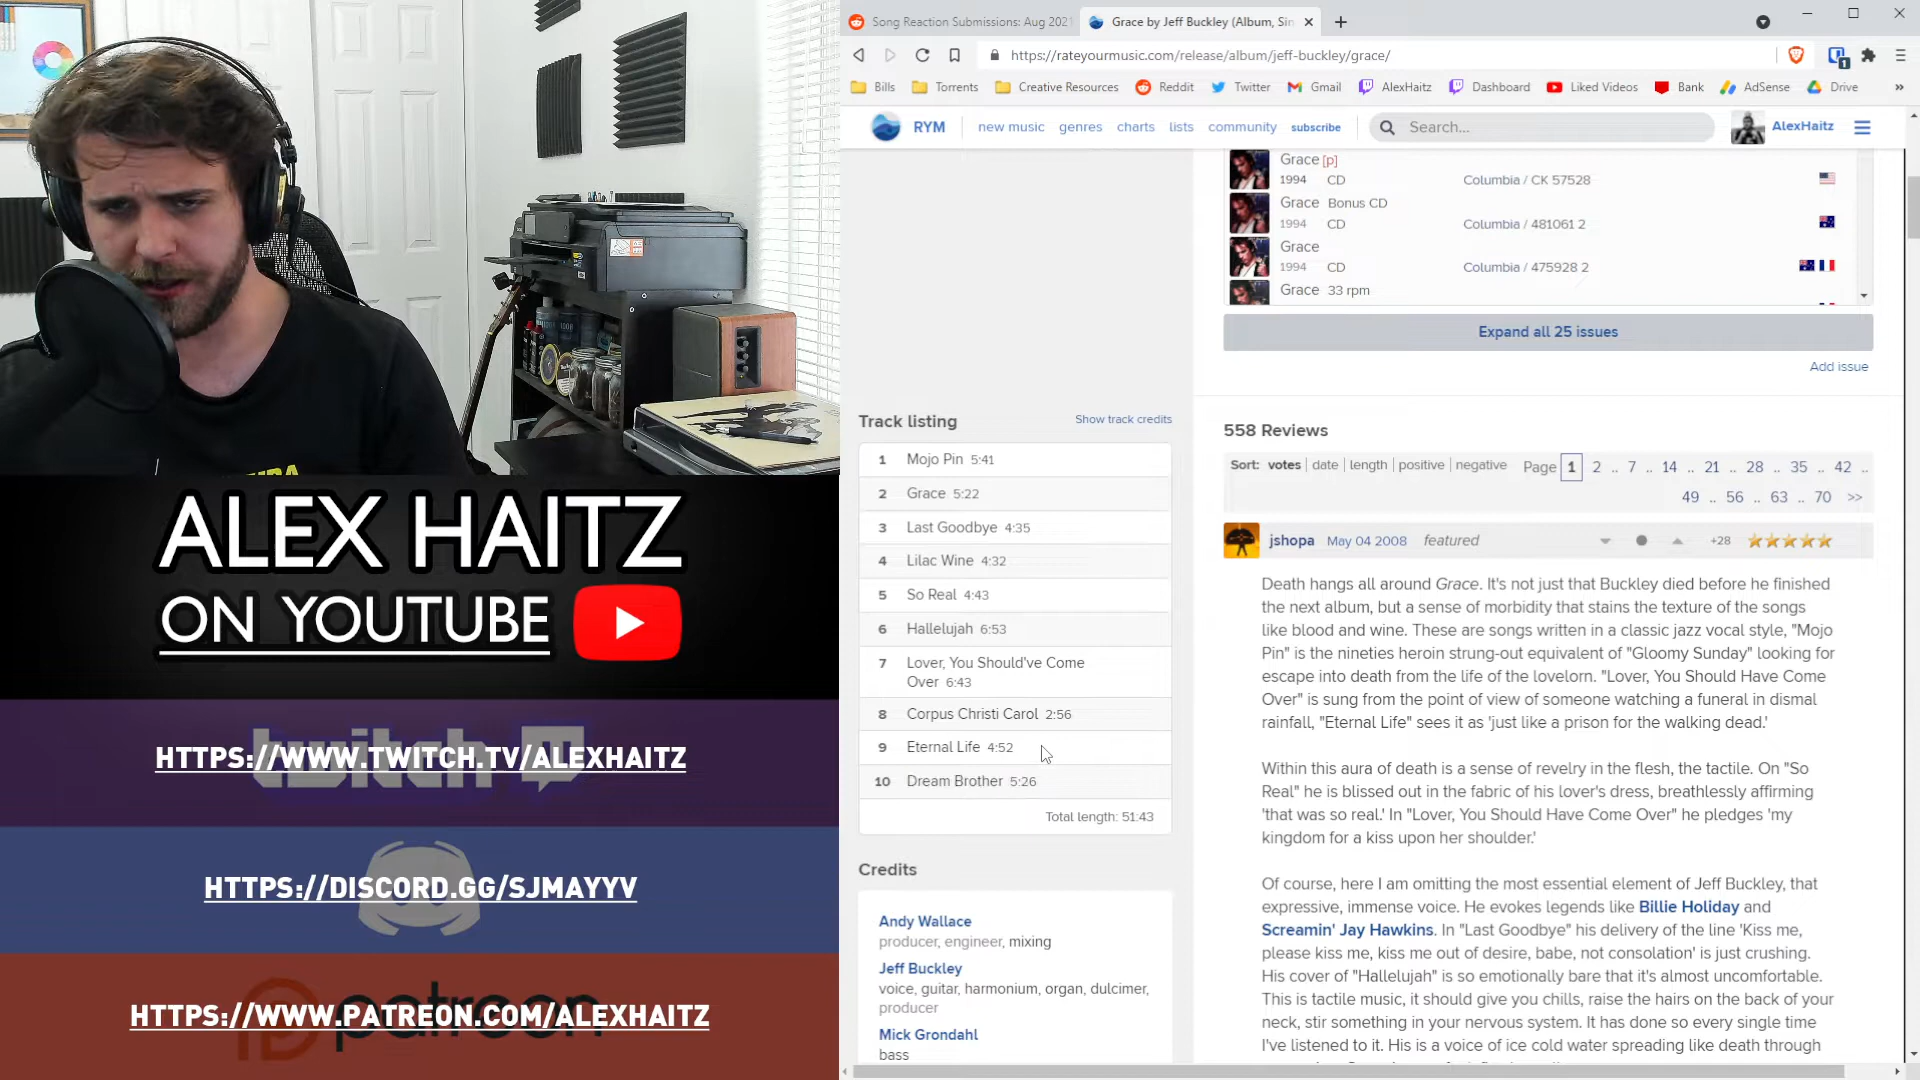 Song Reaction Submissions: Aug 2021
Grace by Jeff Buckley (Album, Sin
https://rateyourmusic.com/release/album/jeff-buckley/grace/
1
Bills
Torrents
Creative Resources
Reddit
Twitter
Gmail
AlexHaitz
Dashboard
Liked Videos
Bank
AdSense
Drive
»
RYM
new music
genres
charts
lists
community
subscribe
Search...
AlexHaitz
Grace [p]
1994 CD Columbia / CK 57528
Grace Bonus CD
1994 CD Columbia / 481061 2
Grace
1994 CD Columbia / 475928 2
Grace 33 rpm
Expand all 25 issues
Add issue
Track listing
Show track credits
1 Mojo Pin 5:41
2 Grace 5:22
3 Last Goodbye 4:35
4 Lilac Wine 4:32
5 So Real 4:43
6 Hallelujah 6:53
7 Lover, You Should've Come
Over 6:43
8 Corpus Christi Carol 2:56
9 Eternal Life 4:52
10 Dream Brother 5:26
Total length: 51:43
Credits
Andy Wallace
producer, engineer, mixing
Jeff Buckley
voice, guitar, harmonium, organ, dulcimer,
producer
Mick Grondahl
bass
558 Reviews
Sort: votes | date | length | positive | negative
Page 1 2 .. 7 .. 14 .. 21 .. 28 .. 35 .. 42 ..
49 .. 56 .. 63 .. 70 >>
jshopa May 04 2008 featured +28
Death hangs all around Grace. It's not just that Buckley died before he finished
the next album, but a sense of morbidity that stains the texture of the songs
like blood and wine. These are songs written in a classic jazz vocal style, "Mojo
Pin" is the nineties heroin strung-out equivalent of "Gloomy Sunday" looking for
escape into death from the life of the lovelorn. "Lover, You Should Have Come
Over" is sung from the point of view of someone watching a funeral in dismal
rainfall, "Eternal Life" sees it as 'just like a prison for the walking dead.'
Within this aura of death is a sense of revelry in the flesh, the tactile. On "So
Real" he is blissed out in the fabric of his lover's dress, breathlessly affirming
'that was so real.' In "Lover, You Should Have Come Over" he pledges 'my
kingdom for a kiss upon her shoulder.'
Of course, here I am omitting the most essential element of Jeff Buckley, that
expressive, immense voice. He evokes legends like Billie Holiday and
Screamin' Jay Hawkins. In "Last Goodbye" his delivery of the line 'Kiss me,
please kiss me, kiss me out of desire, babe, not consolation' is just crushing.
His cover of "Hallelujah" is so emotionally bare that it's almost uncomfortable.
This is tactile music, it should give you chills, raise the hairs on the back of your
neck, stir something in your nervous system. It has done so every single time
I've listened to it. His is a voice of ice cold water spreading like death through
ALEX HAITZ
ON YOUTUBE
twitch
HTTPS://WWW.TWITCH.TV/ALEXHAITZ
HTTPS://DISCORD.GG/SJMAYYV
patreon
HTTPS://WWW.PATREON.COM/ALEXHAITZ